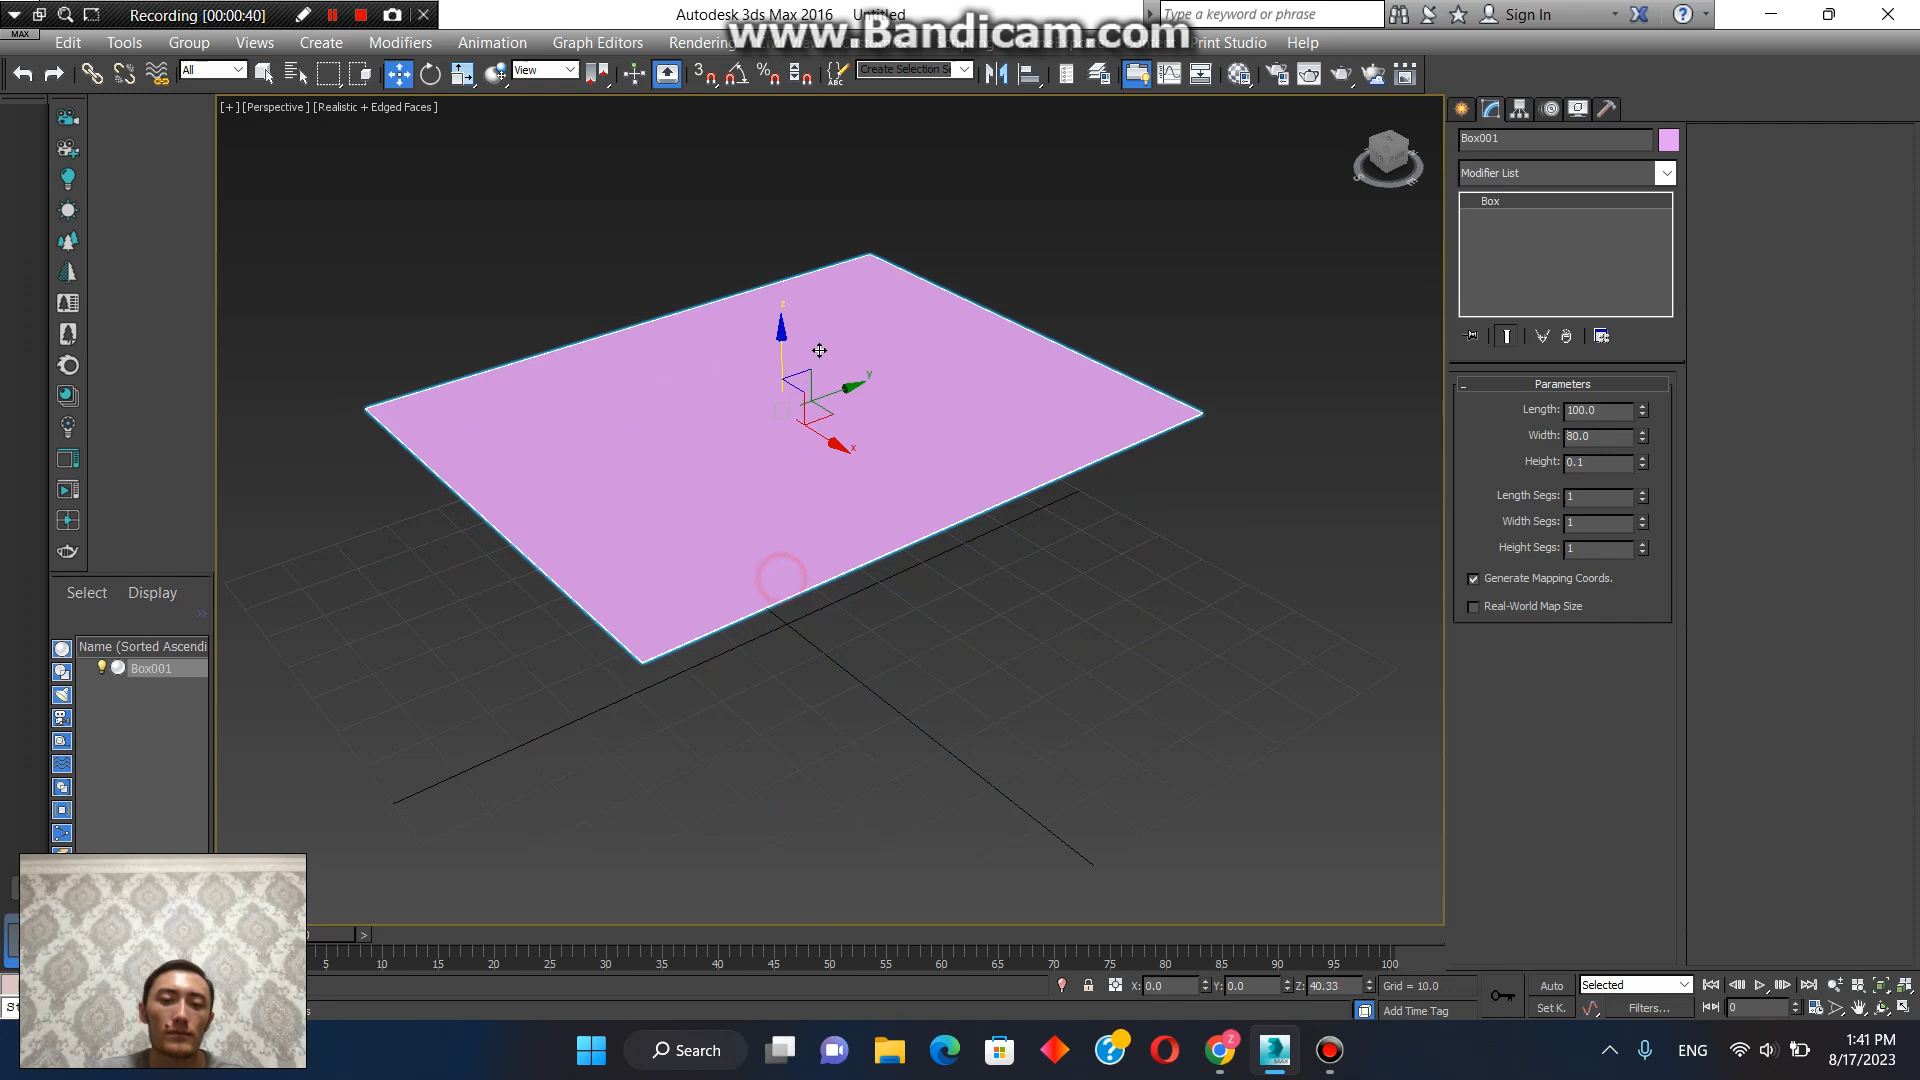 Recording [00:00:40]
Autodesk 3ds Max 2016 Untitled
www.Bandicam.com
Type a keyword or phrase
Sign In
MAX
Edit Tools Group Views Create Modifiers Animation Graph Editors Rendering Print Studio Help
All
View
Create Selection Se
[+] [Perspective] [Realistic + Edged Faces]
Box001
Modifier List
Box
z
y
x
Parameters
Length: 100.0
Width: 80.0
Height: 0.1
Length Segs: 1
Width Segs: 1
Height Segs: 1
Generate Mapping Coords.
Real-World Map Size
Select Display
Name (Sorted Ascendi
Box001
5 10 15 20 25 30 35 40 45 50 55 60 65 70 75 80 85 90 95 100
X: 0.0 Y: 0.0 Z: 40.33 Grid = 10.0
Auto Selected
Add Time Tag
Set K. Filters... 0
Search
ENG
1:41 PM
8/17/2023